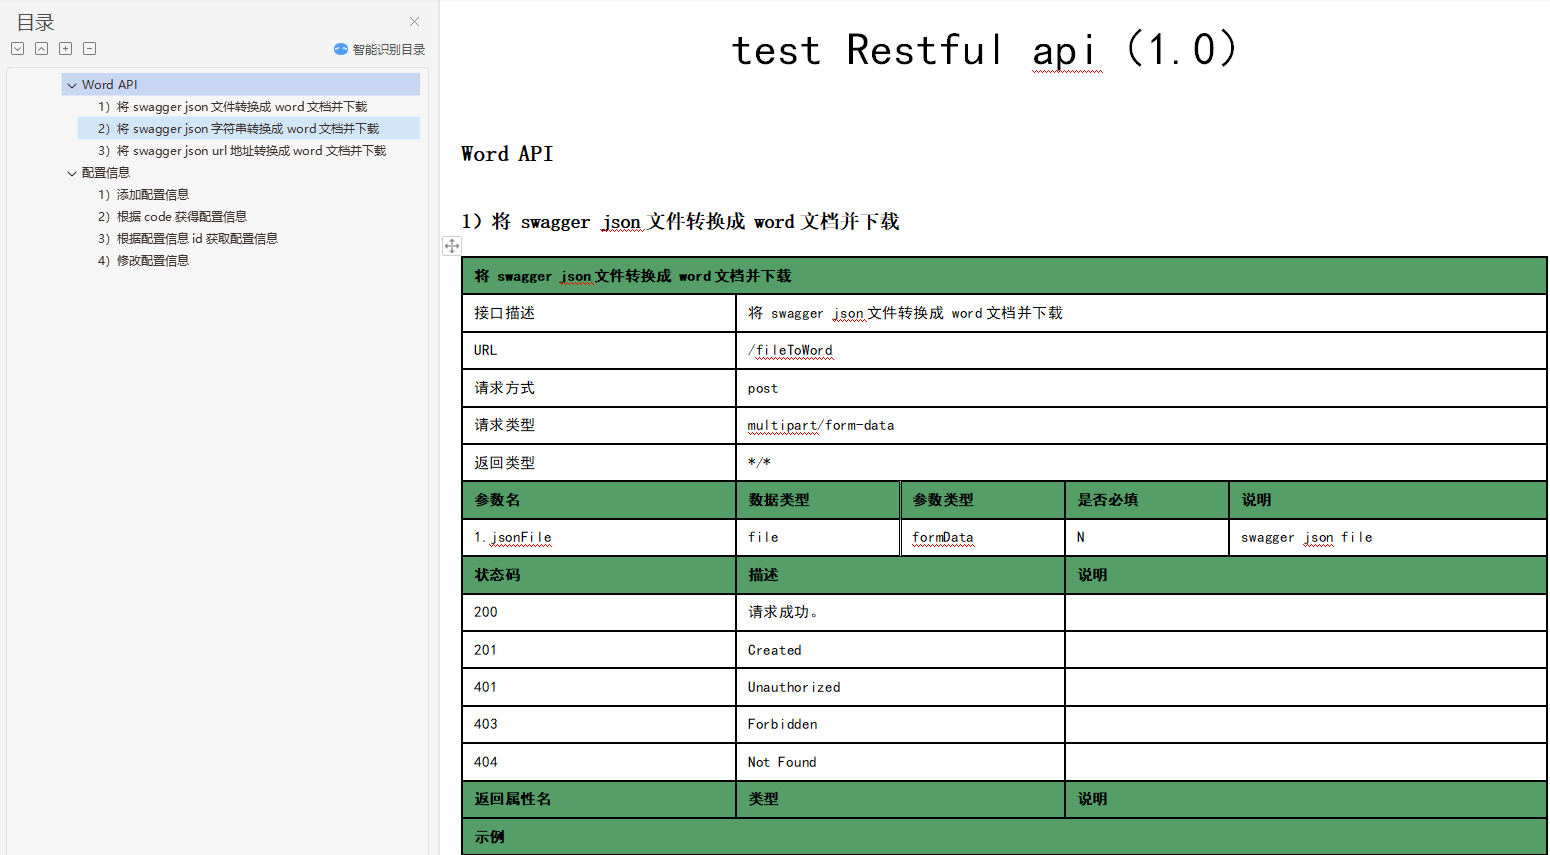 目录
智能识别目录
Word API
1）将 swagger json 文件转换成 word 文档并下载
2）将 swagger json 字符串转换成 word 文档并下载
3）将 swagger json url 地址转换成 word 文档并下载
配置信息
1）添加配置信息
2）根据 code 获得配置信息
3）根据配置信息 id 获取配置信息
4）修改配置信息
test Restful api (1.0)
Word API
1）将 swagger json 文件转换成 word 文档并下载
将 swagger json 文件转换成 word 文档并下载
接口描述 将 swagger json 文件转换成 word 文档并下载
URL /fileToWord
请求方式 post
请求类型 multipart/form-data
返回类型 */*
参数名 数据类型 参数类型 是否必填 说明
1.jsonFile file formData N swagger json file
状态码 描述 说明
200 请求成功。
201 Created
401 Unauthorized
403 Forbidden
404 Not Found
返回属性名 类型 说明
示例